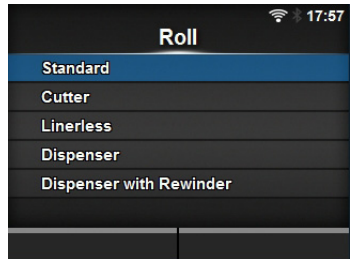 17:57
Roll
Standard
Cutter
Linerless
Dispenser
Dispenser with Rewinder